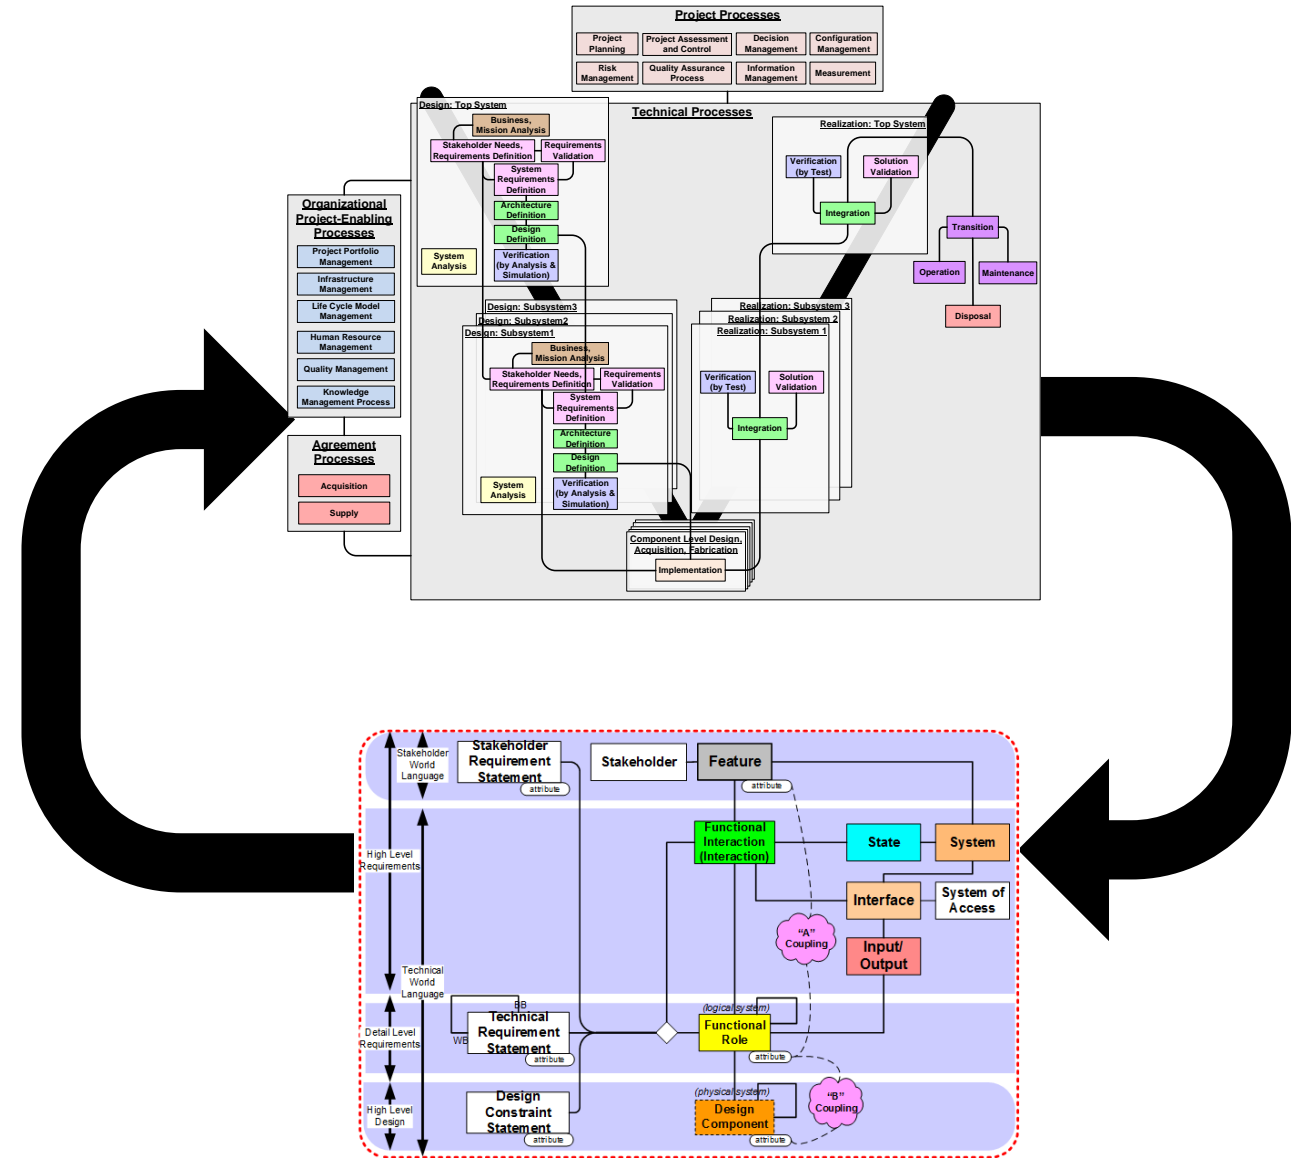 Project Processes
Project
Planning
Project Assessment
and Control
Decision
Management
Configuration
Management
Risk
Management
Quality Assurance
Process
Information
Management
Measurement
Technical Processes
Design: Top System
Business,
Mission Analysis
Stakeholder Needs,
Requirements Definition
Requirements
Validation
System
Requirements
Definition
Architecture
Definition
Design
Definition
System
Analysis
Verification
(by Analysis &
Simulation)
Realization: Top System
Verification
(by Test)
Solution
Validation
Integration
Transition
Operation
Maintenance
Disposal
Organizational
Project-Enabling
Processes
Project Portfolio
Management
Infrastructure
Management
Life Cycle Model
Management
Human Resource
Management
Quality Management
Knowledge
Management Process
Agreement
Processes
Acquisition
Supply
Design: Subsystem3
Design: Subsystem2
Design: Subsystem1
Business,
Mission Analysis
Stakeholder Needs,
Requirements Definition
Requirements
Validation
System
Requirements
Definition
Architecture
Definition
Design
Definition
System
Analysis
Verification
(by Analysis &
Simulation)
Realization: Subsystem 3
Realization: Subsystem 2
Realization: Subsystem 1
Verification
(by Test)
Solution
Validation
Integration
Component Level Design,
Acquisition, Fabrication
Implementation
Stakeholder
World
Language
High Level
Requirements
Technical
World
Language
Detail Level
Requirements
High Level
Design
Stakeholder
Requirement
Statement
attribute
Stakeholder
Feature
attribute
Functional
Interaction
(Interaction)
State
System
Interface
System of
Access
"A"
Coupling
Input/
Output
BB
WB
Technical
Requirement
Statement
attribute
(logical system)
Functional
Role
attribute
Design
Constraint
Statement
attribute
(physical system)
Design
Component
attribute
"B"
Coupling